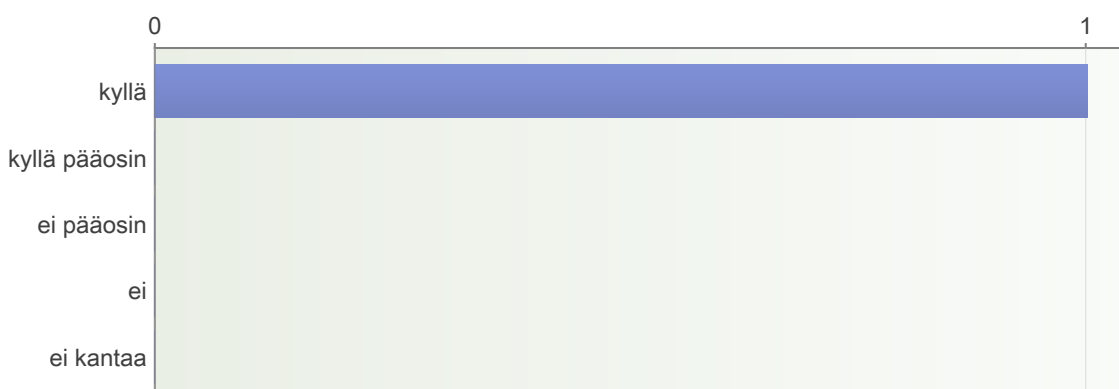 0 1
kyllä
kyllä pääosin
ei pääosin
ei
ei kantaa